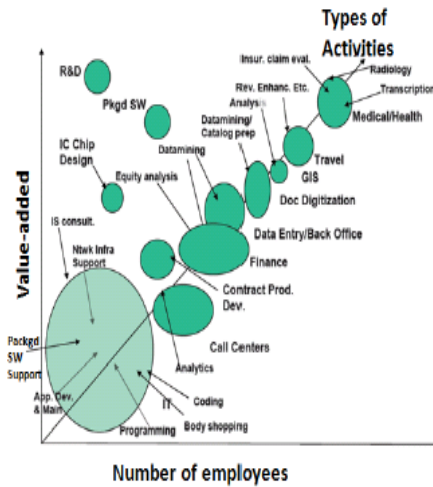 Types of
Activities
Insur. claim eval.
Radiology
R&D
Rev. Enhanc. Etc.
Transcription
Pkgd SW
Analysis
Medical/Health
Datamining/
Catalog prep
IC Chip
Design
Datamining
Travel
GIS
Equity analysis
Doc Digitization
IS consult.
Data Entry/Back Office
Ntwk Infra
Support
Finance
Contract Prod.
Dev.
Value-added
Packgd
SW
Support
Call Centers
Analytics
App. Dev.
& Main
IT
Coding
Programming
Body shopping
Number of employees